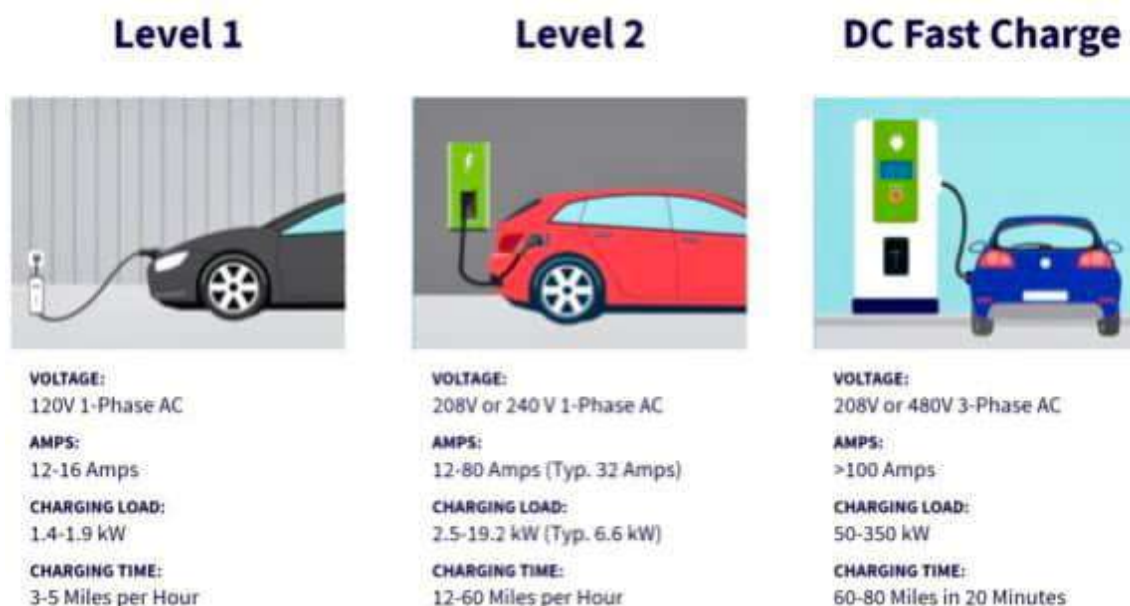 Level 1
VOLTAGE:
120V 1-Phase AC
AMPS:
12-16 Amps
CHARGING LOAD:
1.4-1.9 kW
CHARGING TIME:
3-5 Miles per Hour
Level 2
VOLTAGE:
208V or 240 V 1-Phase AC
AMPS:
12-80 Amps (Typ. 32 Amps)
CHARGING LOAD:
2.5-19.2 kW (Typ. 6.6 kW)
CHARGING TIME:
12-60 Miles per Hour
DC Fast Charge
VOLTAGE:
208V or 480V 3-Phase AC
AMPS:
>100 Amps
CHARGING LOAD:
50-350 kW
CHARGING TIME:
60-80 Miles in 20 Minutes